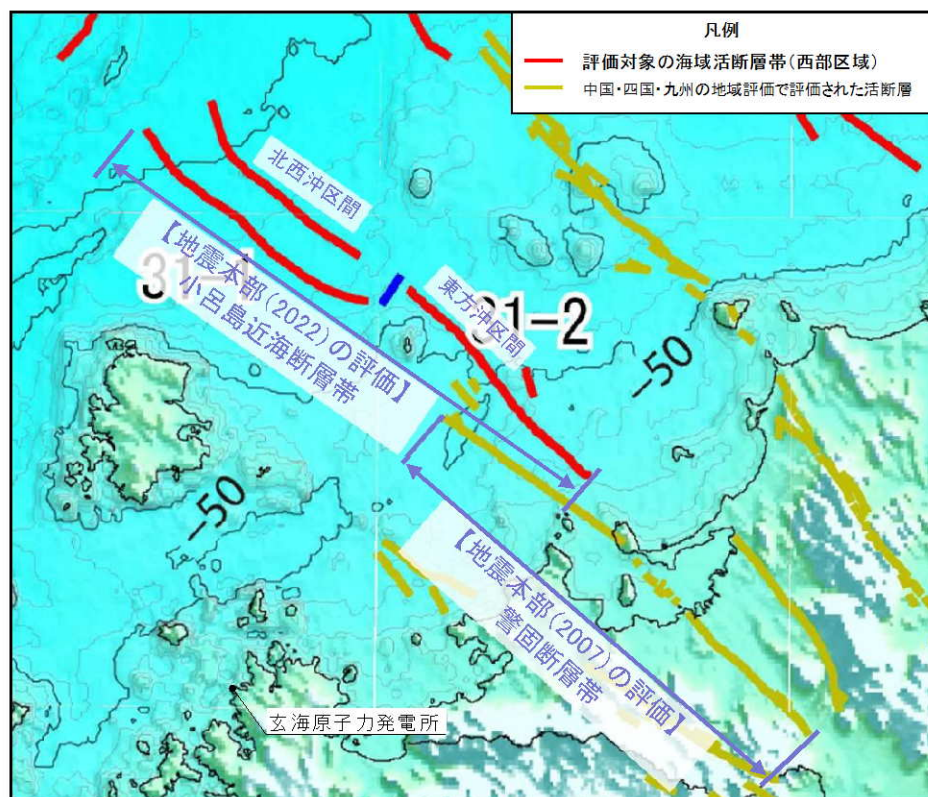 凡例
評価対象の海域活断層帯(西部区域)
中国・四国・九州の地域評価で評価された活断層
北西沖区間
31-1
【地震本部(2022)の評価】
小呂島近海断層帯
東方沖区間
31-2
-50
-50
【地震本部(2007)の評価】
警固断層帯
玄海原子力発電所